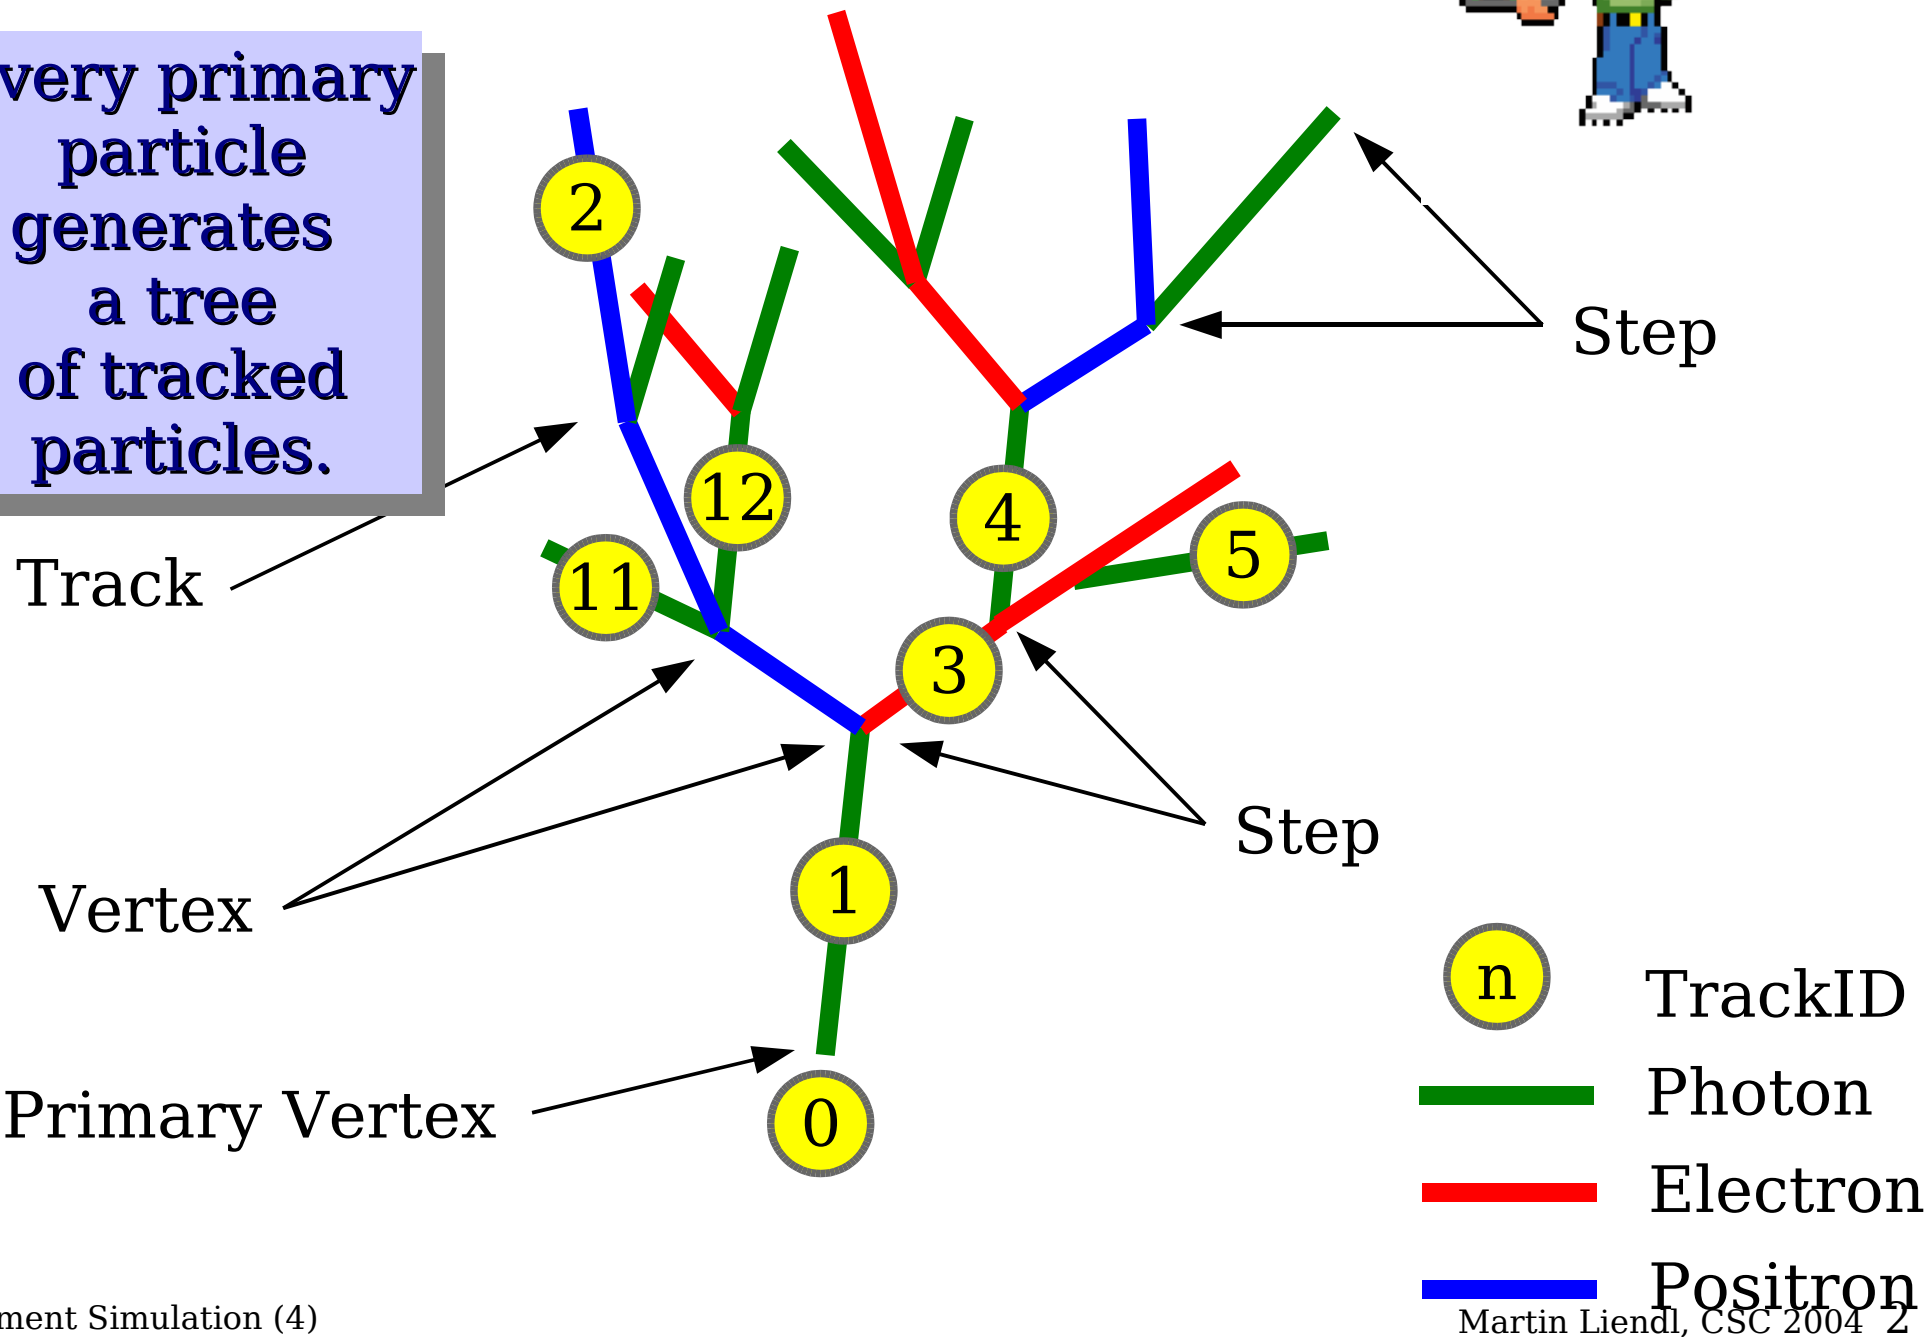 very primary
particle
generates
a tree
of tracked
particles.
2
12
11
4
5
3
1
0
Step
Track
Step
Vertex
Primary Vertex
n
TrackID
Photon
Electron
Positron
ment Simulation (4)
Martin Liendl, CSC 2004 2